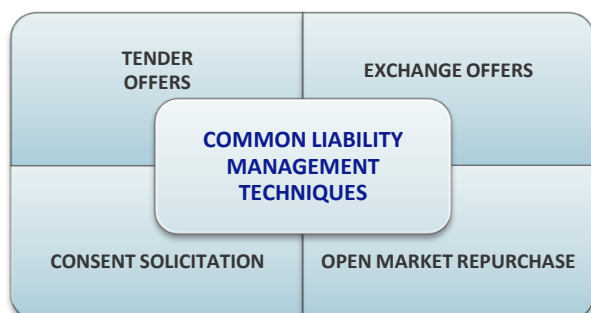 TENDER
OFFERS
EXCHANGE OFFERS
COMMON LIABILITY
MANAGEMENT
TECHNIQUES
CONSENT SOLICITATION
OPEN MARKET REPURCHASE